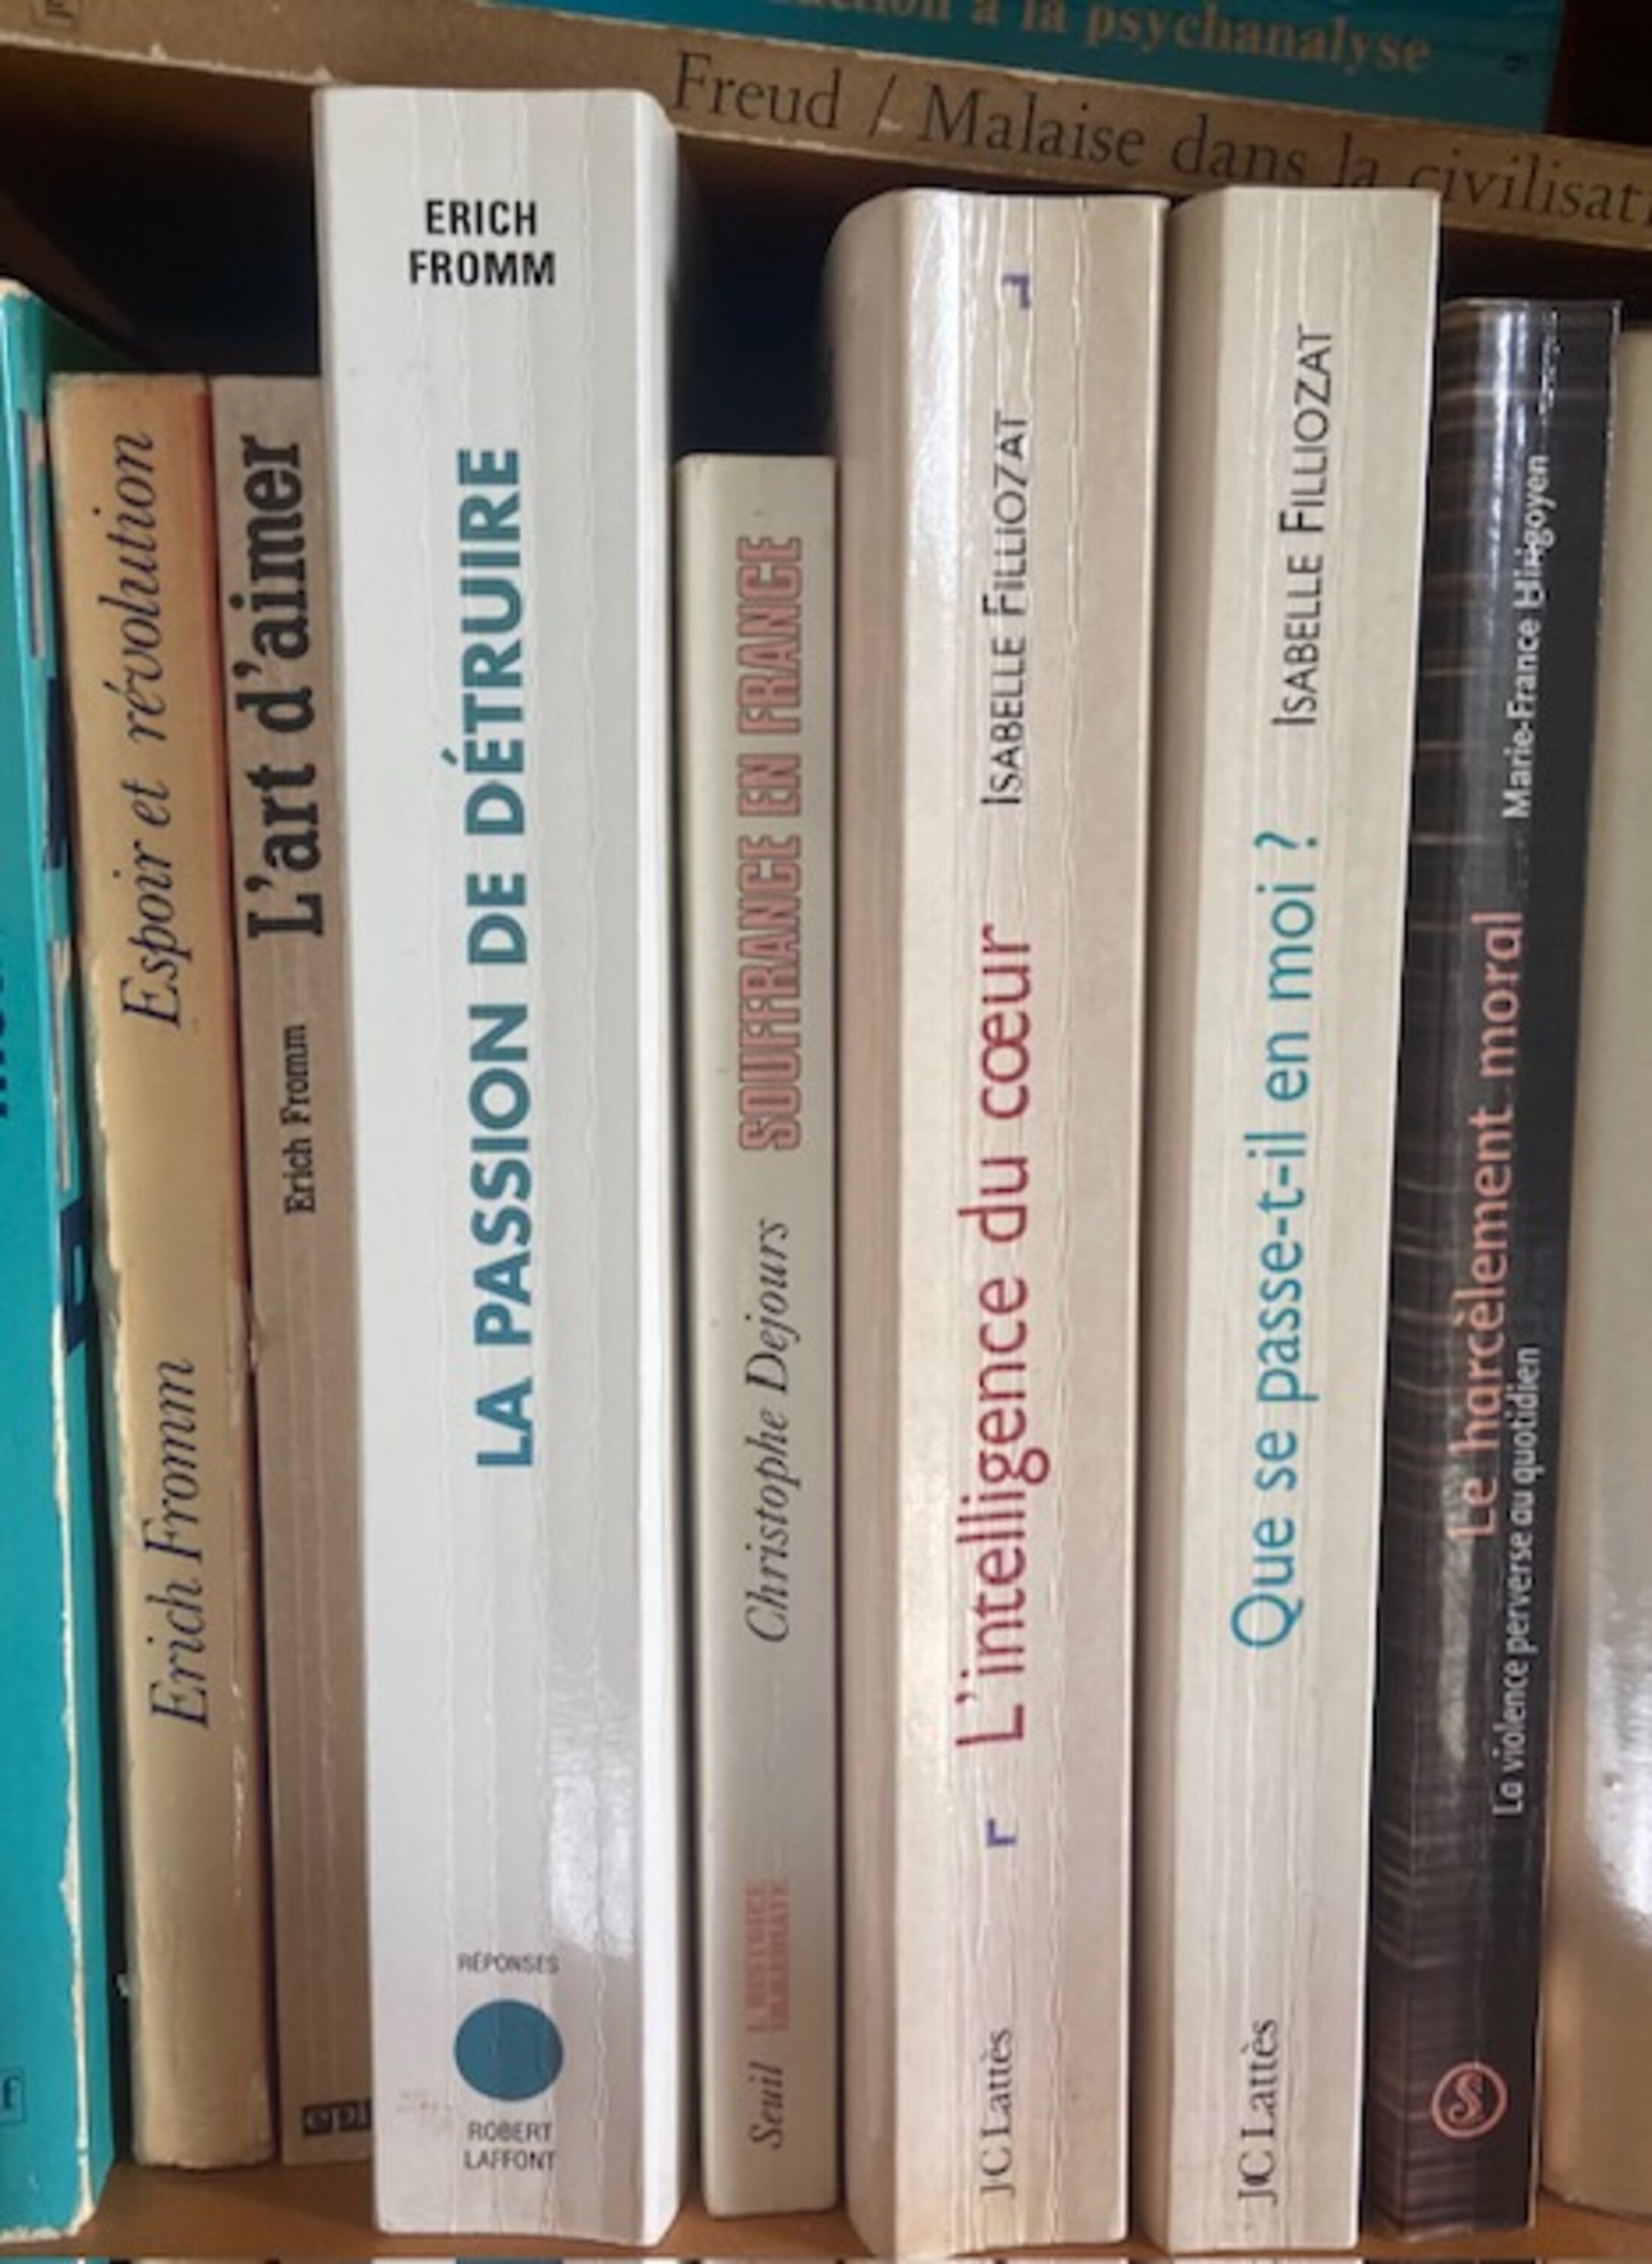 à la psychanalyse
Freud / Malaise dans la
Espoir et révolution
Erich Fromm
L'art d'aimer
Erich Fromm
ERICH
FROMM
LA PASSION DE DÉTRUIRE
RÉPONSES
ROBERT
LAFFONT
SOUFFRANCE EN FRANCE
Christophe Dejours
L'HISTOIRE
IMMÉDIATE
Seuil
ISABELLE FILLIOZAT
L'intelligence du cœur
JC Lattès
ISABELLE FILLIOZAT
Que se passe-t-il en moi ?
JC Lattès
Marie-France Hirigoyen
Le harcèlement moral
La violence perverse au quotidien